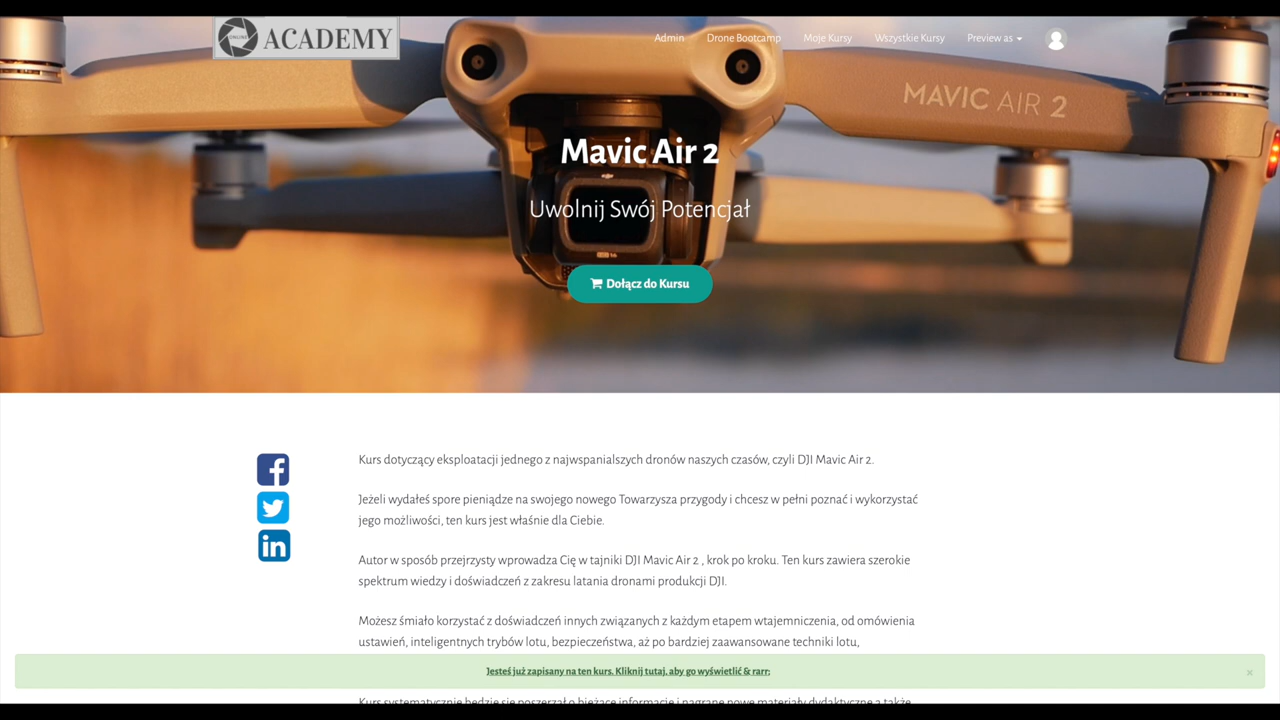 ONLINE ACADEMY
Admin Drone Bootcamp Moje Kursy Wszystkie Kursy Preview as
MAVIC AIR 2
Mavic Air 2
Uwolnij Swój Potencjał
Dołącz do Kursu
Kurs dotyczący eksploatacji jednego z najwspanialszych dronów naszych czasów, czyli DJI Mavic Air 2.
Jeżeli wydałeś spore pieniądze na swojego nowego Towarzysza przygody i chcesz w pełni poznać i wykorzystać
jego możliwości, ten kurs jest właśnie dla Ciebie.
Autor w sposób przejrzysty wprowadza Cię w tajniki DJI Mavic Air 2 , krok po kroku. Ten kurs zawiera szerokie
spektrum wiedzy i doświadczeń z zakresu latania dronami produkcji DJI.
Możesz śmiało korzystać z doświadczeń innych związanych z każdym etapem wtajemniczenia, od omówienia
ustawień, inteligentnych trybów lotu, bezpieczeństwa, aż po bardziej zaawansowane techniki lotu,
Jesteś już zapisany na ten kurs. Kliknij tutaj, aby go wyświetlić & rarr;
×
Kurs systematycznie będzie się poszerzał o bieżące informacje i nagrane nowe materiały dydaktyczne a także